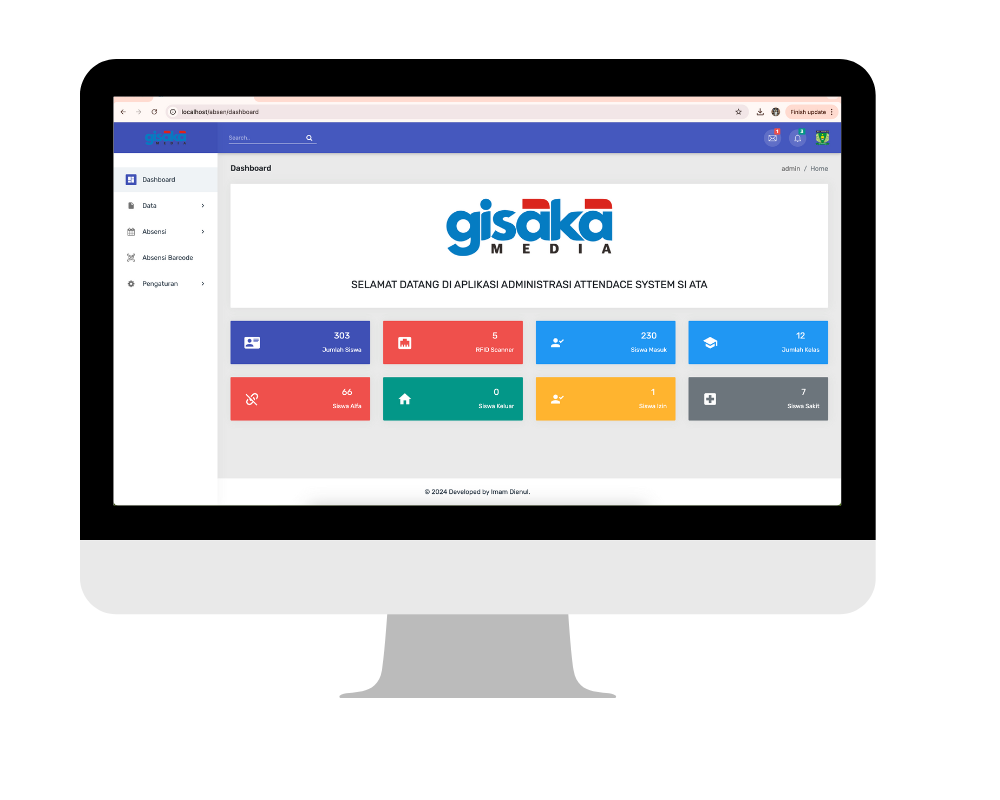 localhost/absen/dashboard
Finish update
gisaka
MEDIA
Search..
1
3
Dashboard
Data
Absensi
Absensi Barcode
Pengaturan
Dashboard
admin / Home
gisaka
MEDIA
SELAMAT DATANG DI APLIKASI ADMINISTRASI ATTENDACE SYSTEM SI ATA
303
Jumlah Siswa
5
RFID Scanner
230
Siswa Masuk
12
Jumlah Kelas
66
Siswa Alfa
0
Siswa Keluar
1
Siswa Izin
7
Siswa Sakit
© 2024 Developed by Imam Dienul.